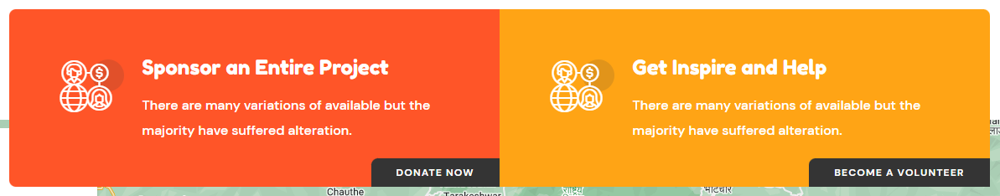 Sponsor an Entire Project
There are many variations of available but the
majority have suffered alteration.
DONATE NOW
Get Inspire and Help
There are many variations of available but the
majority have suffered alteration.
BECOME A VOLUNTEER
Chauthe
Tarakeshwar